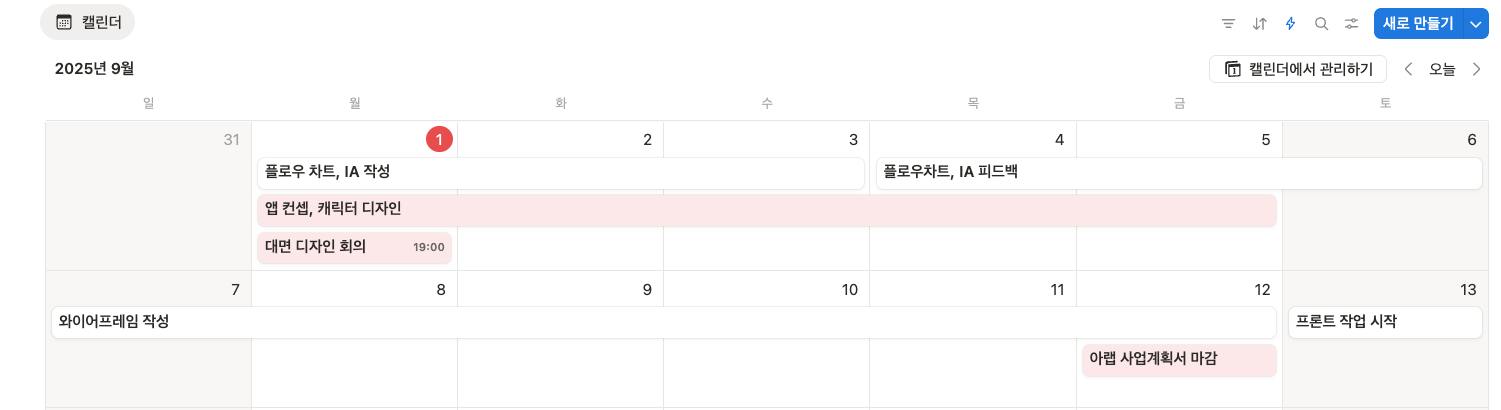 캘린더
새로 만들기
2025년 9월
캘린더에서 관리하기 오늘
일 월 화 수 목 금 토
31 1 2 3 4 5 6
플로우 차트, IA 작성 플로우차트, IA 피드백
앱 컨셉, 캐릭터 디자인
대면 디자인 회의 19:00
7 8 9 10 11 12 13
와이어프레임 작성 프론트 작업 시작
아랩 사업계획서 마감